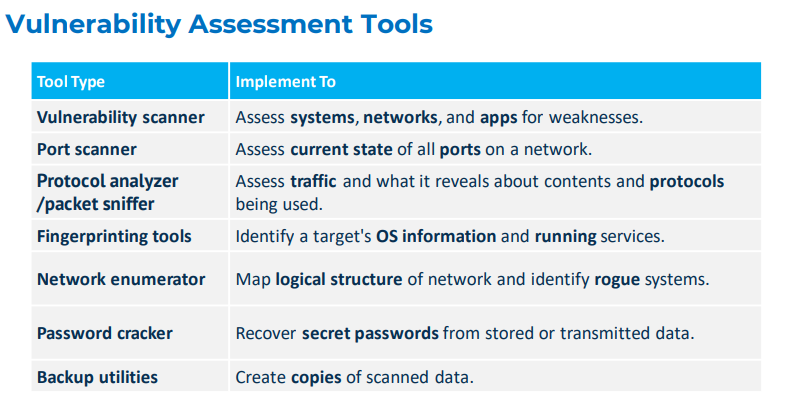 Vulnerability Assessment Tools
Tool Type
Implement To
Vulnerability scanner
Assess systems, networks, and apps for weaknesses.
Port scanner
Assess current state of all ports on a network.
Protocol analyzer
/packet sniffer
Assess traffic and what it reveals about contents and protocols
being used.
Fingerprinting tools
Identify a target's OS information and running services.
Network enumerator
Map logical structure of network and identify rogue systems.
Password cracker
Recover secret passwords from stored or transmitted data.
Backup utilities
Create copies of scanned data.